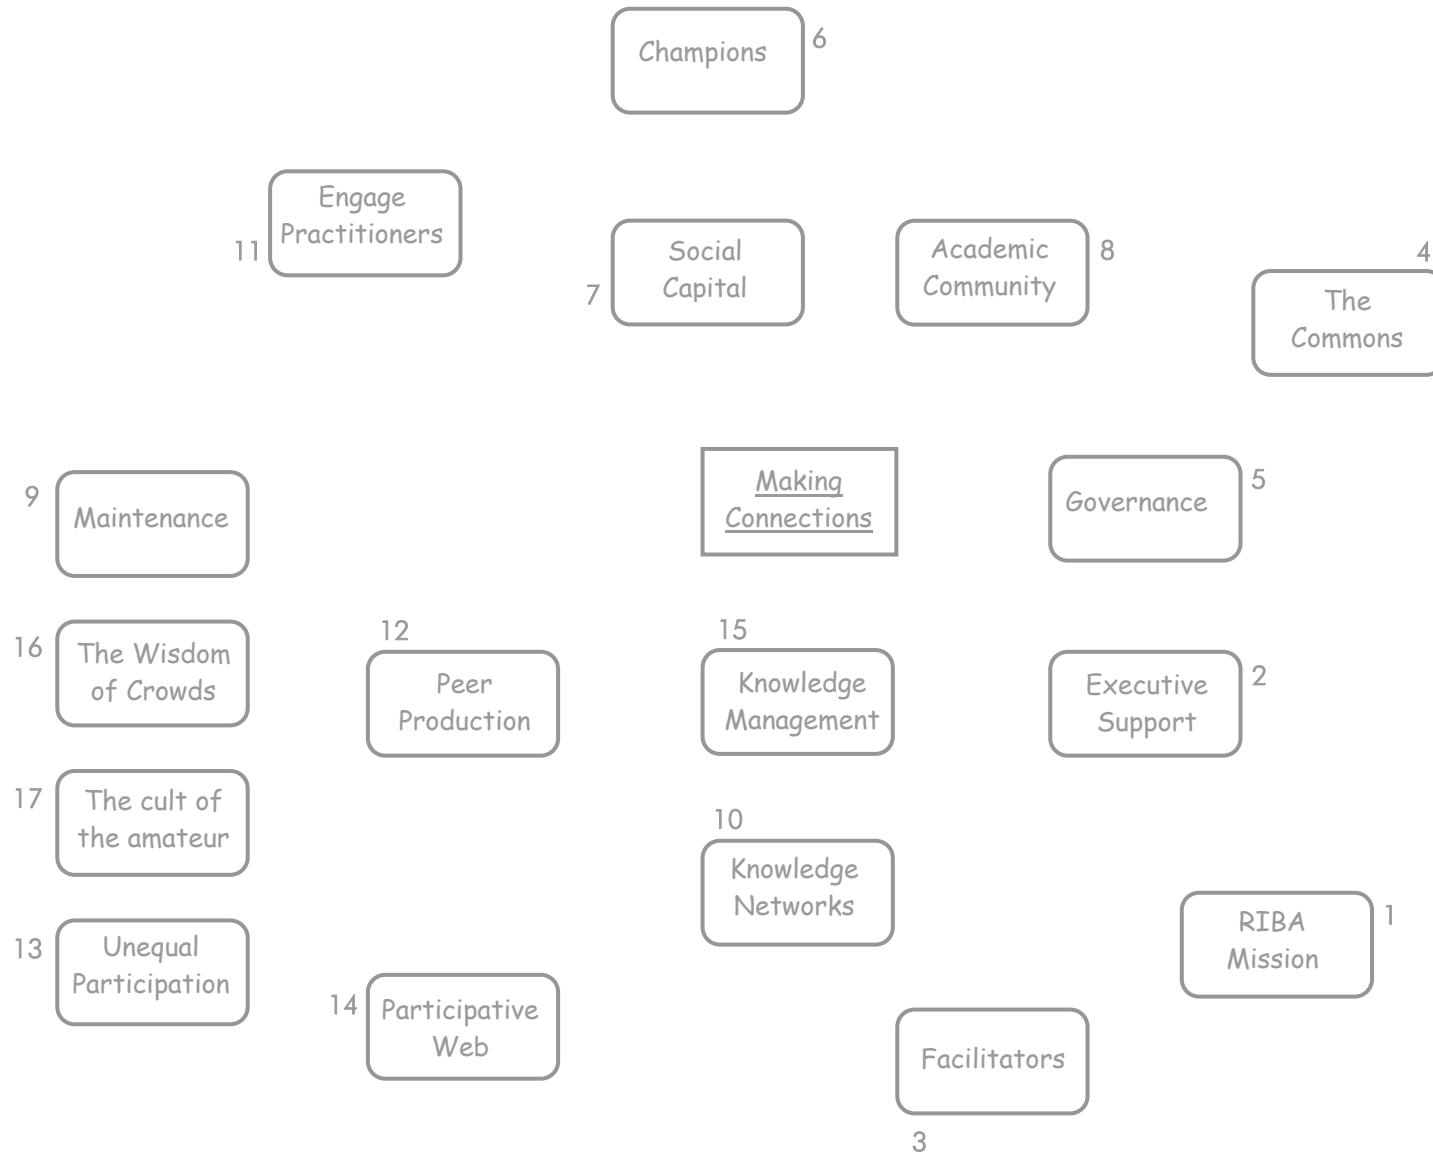 Champions
6
Engage
Practitioners
11
Social
Capital
7
Academic
Community
8
4
The
Commons
9
Maintenance
Making
Connections
Governance
5
16
The Wisdom
of Crowds
12
Peer
Production
15
Knowledge
Management
Executive
Support
2
17
The cult of
the amateur
10
Knowledge
Networks
RIBA
Mission
1
13
Unequal
Participation
14
Participative
Web
Facilitators
3